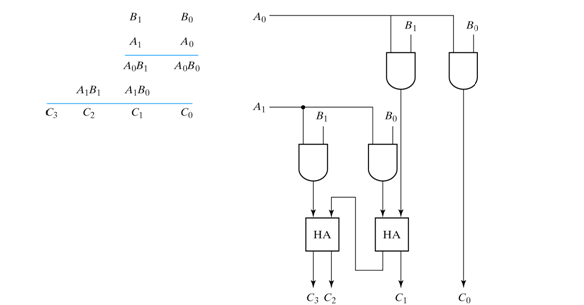 B₁ B₀
A₁ A₀
A₀B₁ A₀B₀
A₁B₁ A₁B₀
C₃ C₂ C₁ C₀
A₀
B₁ B₀
A₁
B₁ B₀
HA HA
C₃ C₂ C₁ C₀